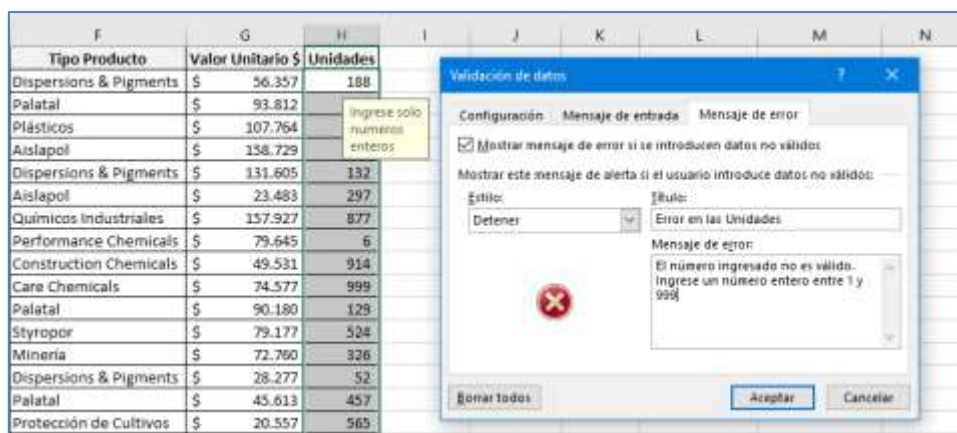 F G H I J K L M N
Tipo Producto Valor Unitario $ Unidades
Dispersions & Pigments $ 56.357 188
Palatal $ 93.812
Plásticos $ 107.764
Aislapol $ 158.729
Dispersions & Pigments $ 131.605 132
Aislapol $ 23.483 297
Químicos Industriales $ 157.927 877
Performance Chemicals $ 79.645 6
Construction Chemicals $ 49.531 914
Care Chemicals $ 74.577 999
Palatal $ 90.180 129
Styropor $ 79.177 524
Minería $ 72.760 326
Dispersions & Pigments $ 28.277 52
Palatal $ 45.613 457
Protección de Cultivos $ 20.557 565
Ingrese solo
numeros
enteros
Validación de datos ? ×
Configuración Mensaje de entrada Mensaje de error
Mostrar mensaje de error si se introducen datos no válidos
Mostrar este mensaje de alerta si el usuario introduce datos no válidos:
Estilo: Título:
Detener Error en las Unidades
Mensaje de error:
El número ingresado no es válido.
Ingrese un número entero entre 1 y
999
Borrar todos Aceptar Cancelar